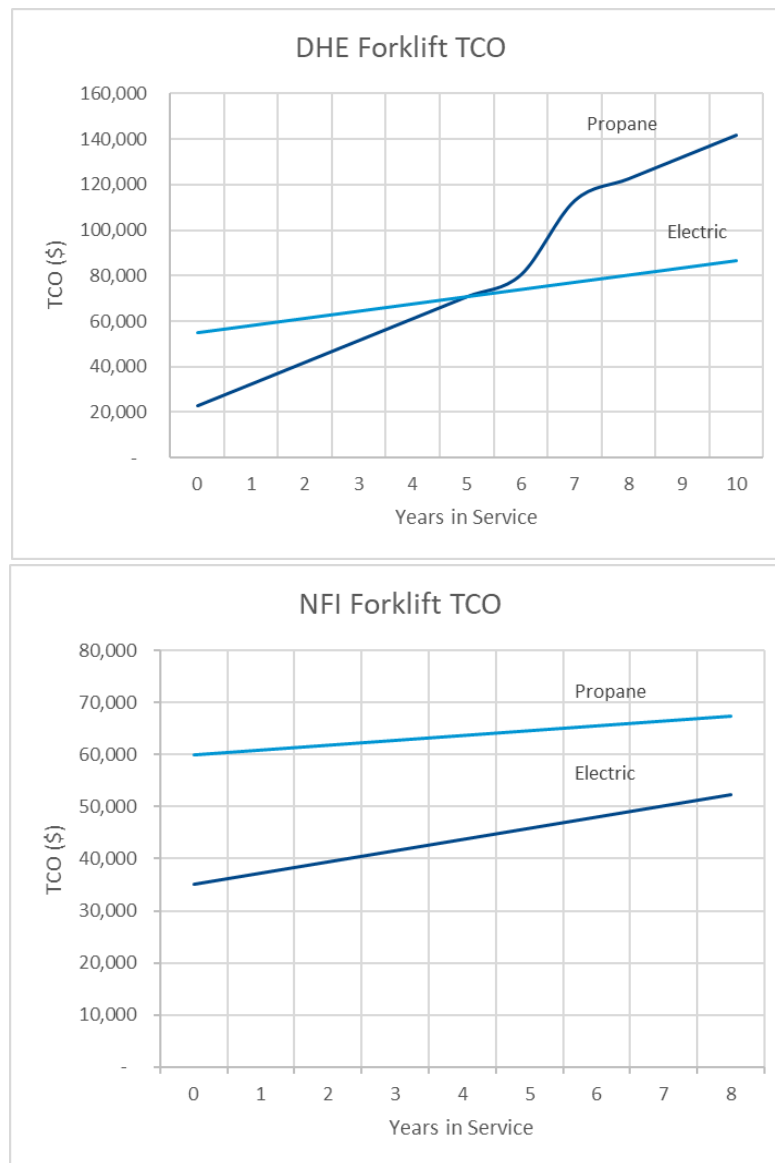 DHE Forklift TCO
160,000
140,000
120,000
100,000
80,000
60,000
40,000
20,000
-
TCO ($)
Propane
Electric
0 1 2 3 4 5 6 7 8 9 10
Years in Service
NFI Forklift TCO
80,000
70,000
60,000
50,000
40,000
30,000
20,000
10,000
-
TCO ($)
Propane
Electric
0 1 2 3 4 5 6 7 8
Years in Service